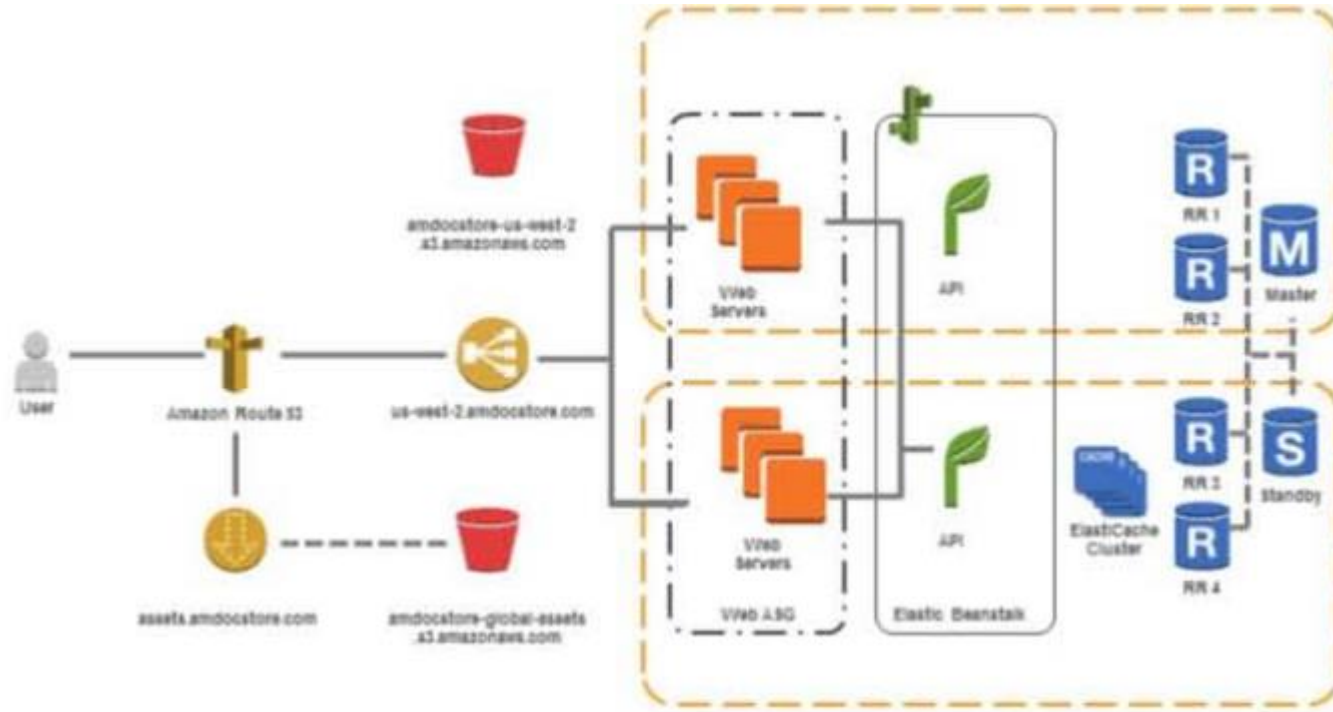 amdocstore-us-west-2
.s3.amazonaws.com
Web
Servers
API
R
RR 1
R
RR 2
M
Master
User
Amazon Route 53
us-west-2.amdocstore.com
assets.amdocstore.com
amdocstore-global-assets
.s3.amazonaws.com
Web
Servers
Web ASG
API
Elastic Beanstalk
CACHE
ElastiCache
Cluster
R
RR 3
R
RR 4
S
Standby